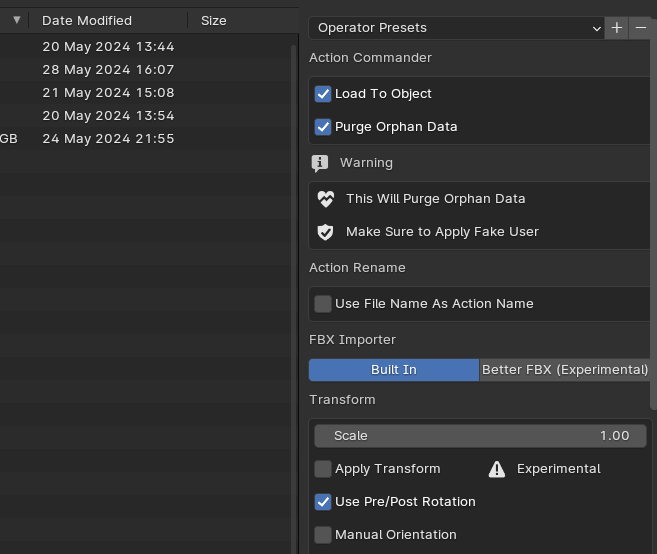 Date Modified
Size
20 May 2024 13:44
28 May 2024 16:07
21 May 2024 15:08
20 May 2024 13:54
GB
24 May 2024 21:55
Operator Presets
Action Commander
Load To Object
Purge Orphan Data
Warning
This Will Purge Orphan Data
Make Sure to Apply Fake User
Action Rename
Use File Name As Action Name
FBX Importer
Built In
Better FBX (Experimental)
Transform
Scale
1.00
Apply Transform
Experimental
Use Pre/Post Rotation
Manual Orientation